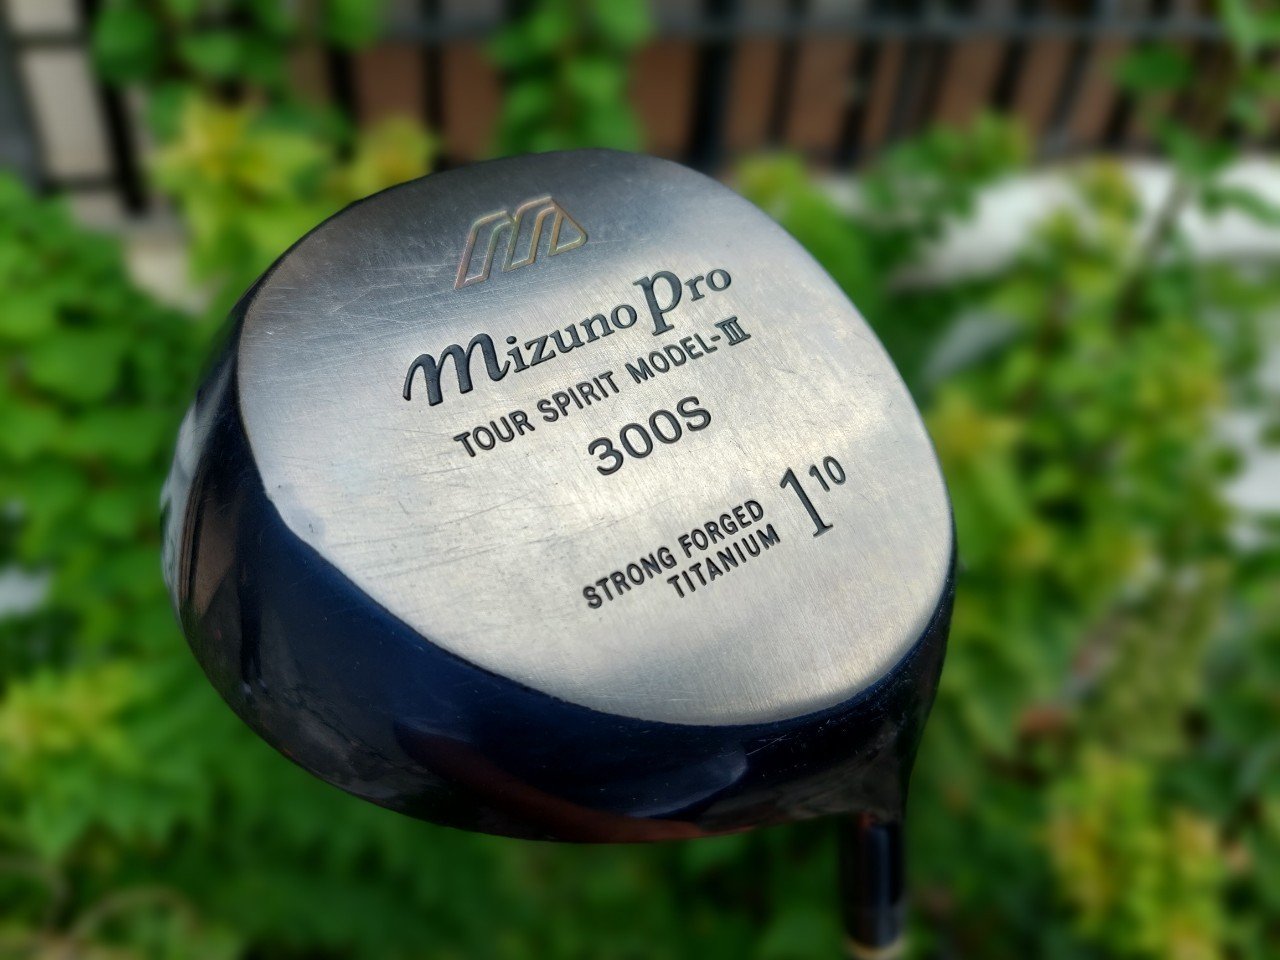 Mizuno Pro
TOUR SPIRIT MODEL-III
300S
STRONG FORGED
TITANIUM
1 10